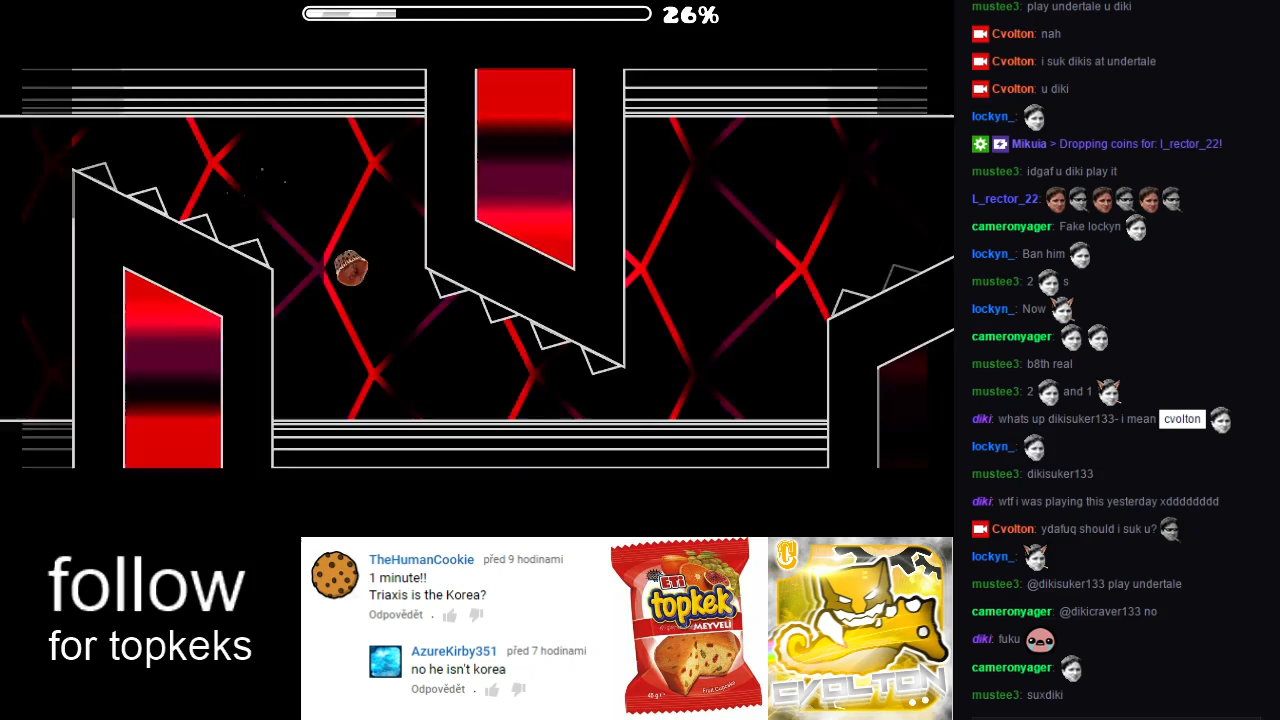 26%
mustee3: play undertale u diki
Cvolton: nah
Cvolton: i suk dikis at undertale
Cvolton: u diki
lockyn_:
Mikuia > Dropping coins for: l_rector_22!
mustee3: idgaf u diki play it
L_rector_22:
cameronyager: Fake lockyn
lockyn_: Ban him
mustee3: 2 s
lockyn_: Now
cameronyager:
mustee3: b8th real
mustee3: 2 and 1
diki: whats up dikisuker133- i mean cvolton
lockyn_:
mustee3: dikisuker133
diki: wtf i was playing this yesterday xdddddddd
Cvolton: ydafuq should i suk u?
lockyn_:
mustee3: @dikisuker133 play undertale
cameronyager: @dikicraver133 no
diki: fuku
cameronyager:
mustee3: suxdiki
follow
for topkeks
TheHumanCookie před 9 hodinami
1 minute!!
Triaxis is the Korea?
Odpovědět
AzureKirby351 před 7 hodinami
no he isn't korea
Odpovědět
ETi
topkek
MEYVELİ
Fruit Cupcake
C
CVOLTON